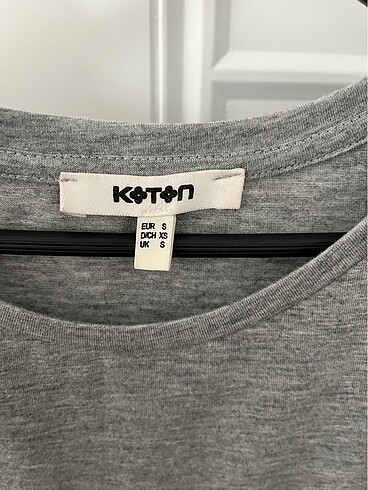 KOTON
EUR S
D/CH XS
UK S